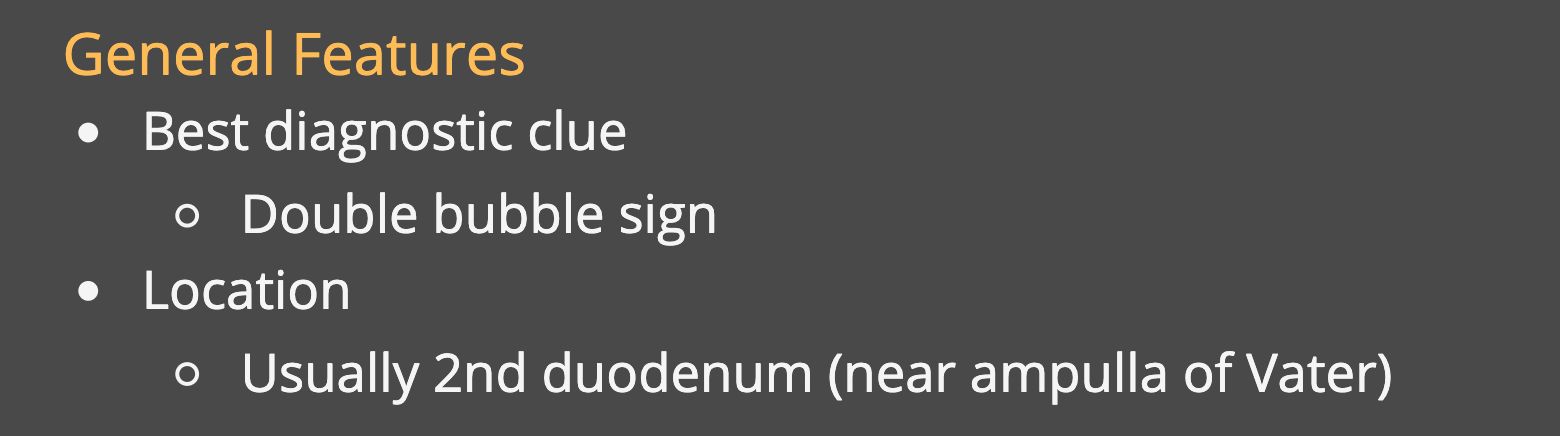 General Features
● Best diagnostic clue
○ Double bubble sign
● Location
○ Usually 2nd duodenum (near ampulla of Vater)